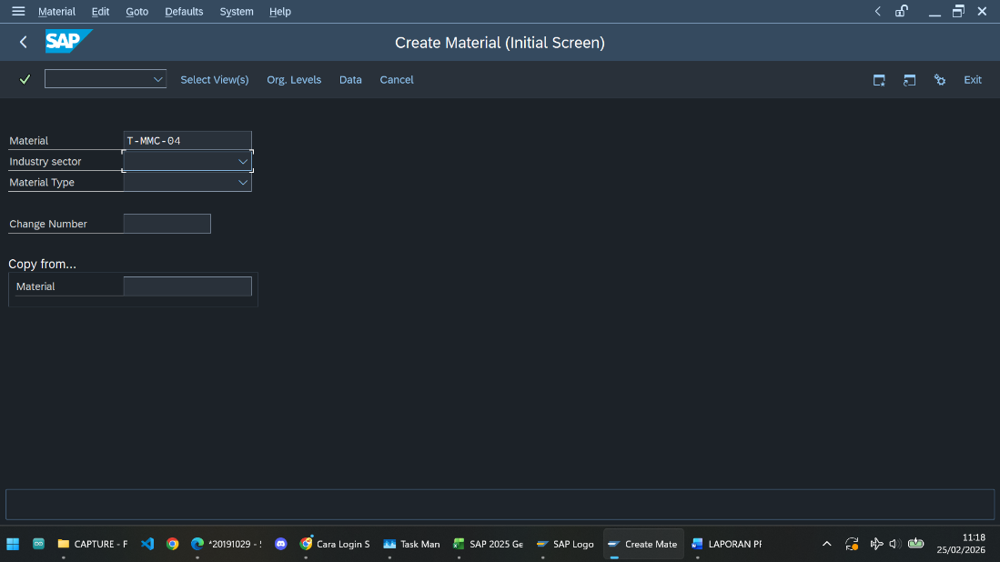 Material Edit Goto Defaults System Help
SAP Create Material (Initial Screen)
Select View(s) Org. Levels Data Cancel Exit
Material T-MMC-04
Industry sector
Material Type
Change Number
Copy from...
Material
CAPTURE - F *20191029 - Cara Login S Task Man SAP 2025 Ge SAP Logo Create Mate LAPORAN PF 11:18
25/02/2026